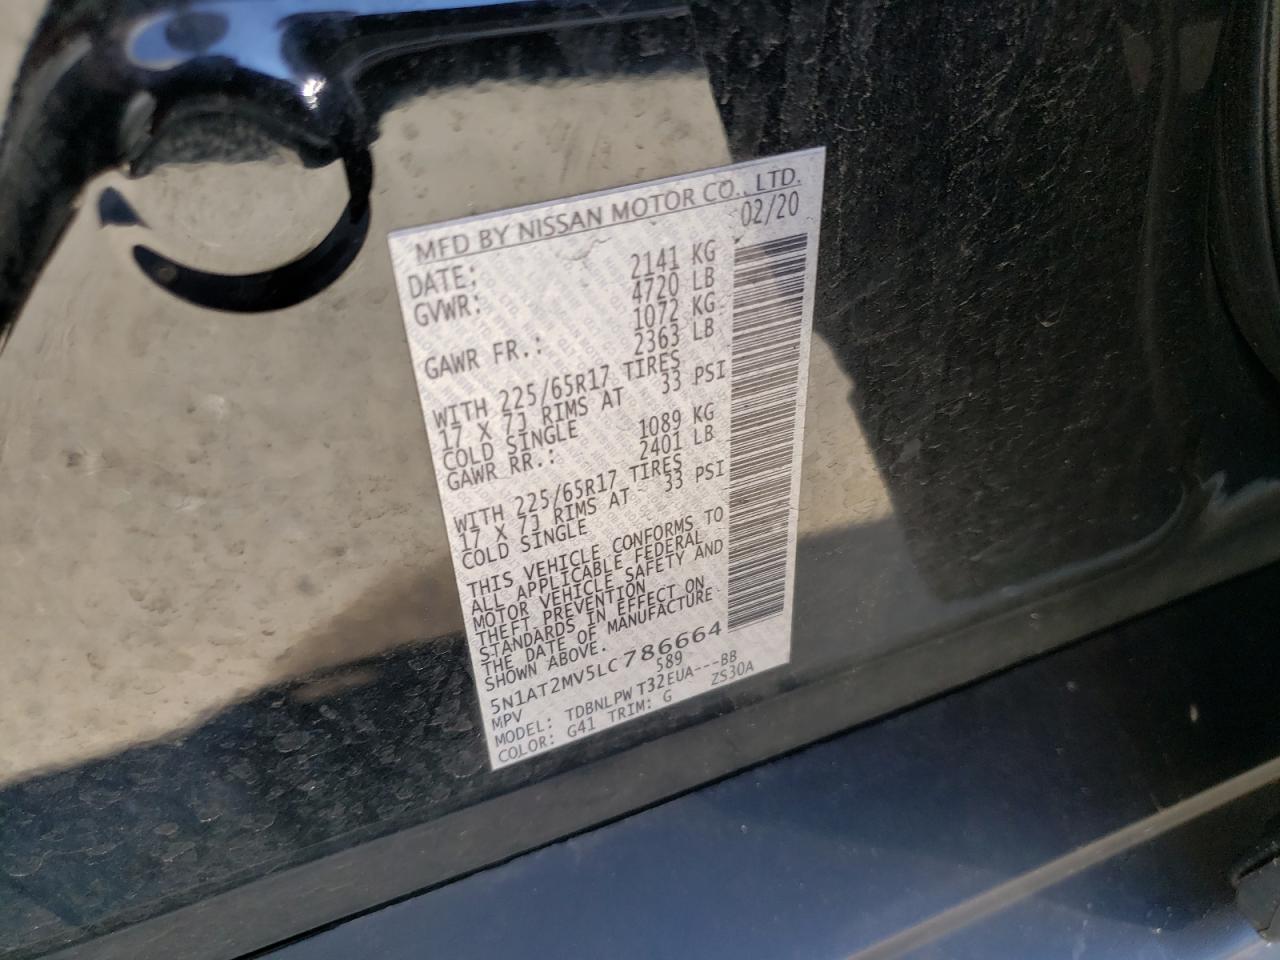 MFD BY NISSAN MOTOR CO., LTD.
DATE: 02/20
GVWR: 2141 KG
4720 LB
GAWR FR.: 1072 KG
2363 LB
WITH 225/65R17 TIRES
17 X 7J RIMS AT 33 PSI
COLD SINGLE
GAWR RR.: 1089 KG
2401 LB
WITH 225/65R17 TIRES
17 X 7J RIMS AT 33 PSI
COLD SINGLE
THIS VEHICLE CONFORMS TO
ALL APPLICABLE FEDERAL
MOTOR VEHICLE SAFETY AND
THEFT PREVENTION
STANDARDS IN EFFECT ON
THE DATE OF MANUFACTURE
SHOWN ABOVE.
5N1AT2MV5LC786664
MPV 589
MODEL: TDBNLPW T32EUA---BB
COLOR: G41 TRIM: G ZS30A